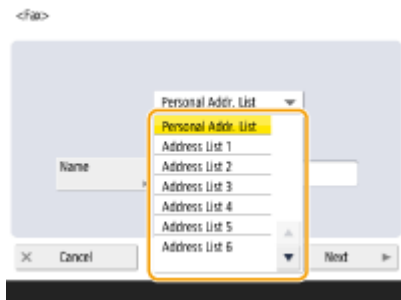 <Fax>
Personal Addr. List
Personal Addr. List
Address List 1
Address List 2
Name
Address List 3
Address List 4
Address List 5
Address List 6
× Cancel
Next